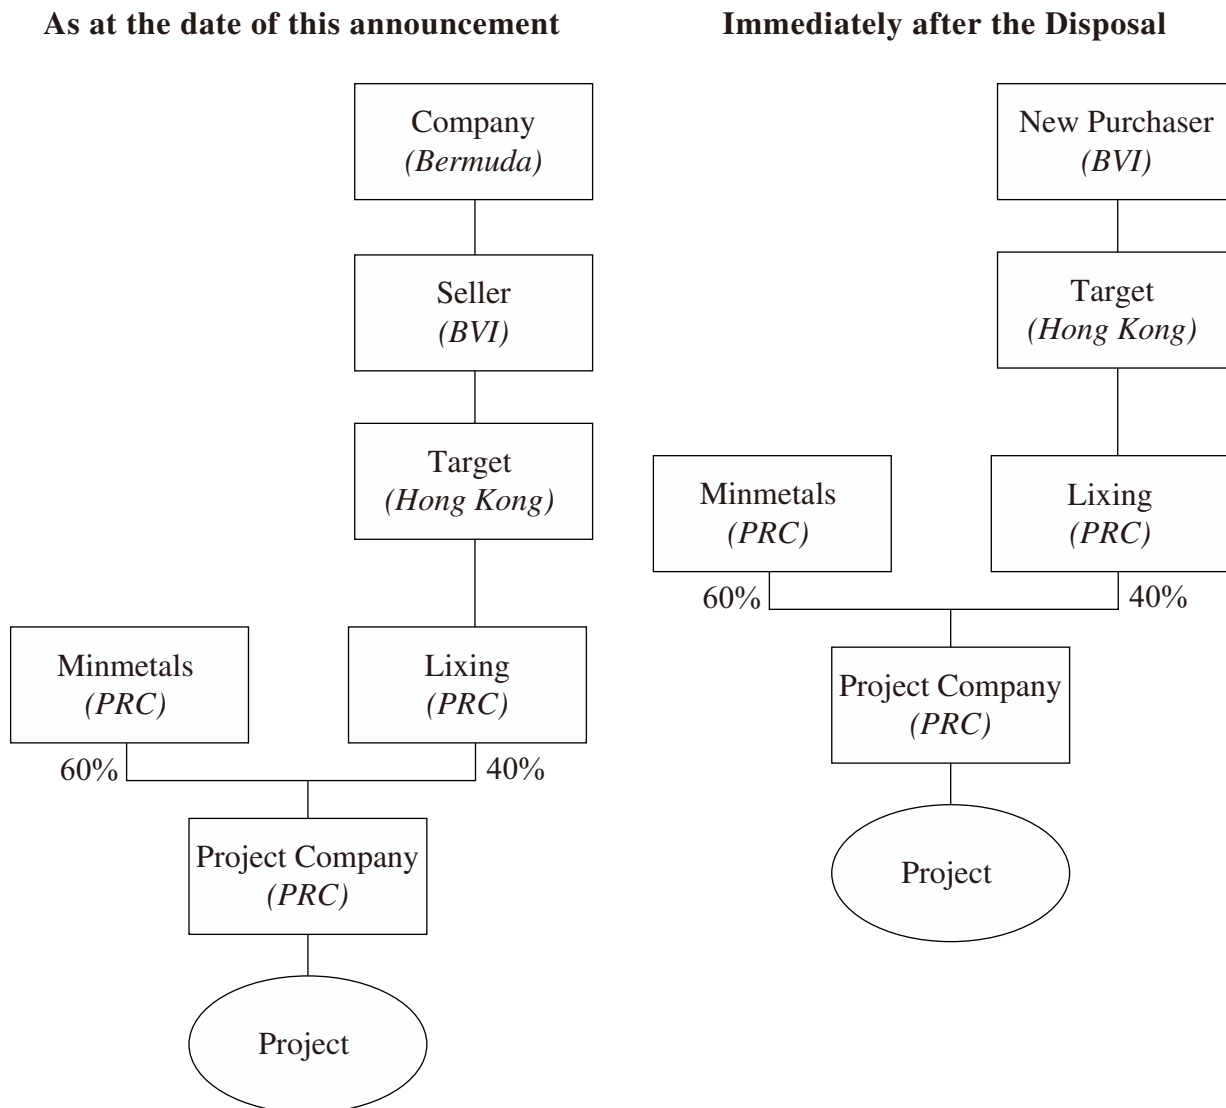 As at the date of this announcement
Company
(Bermuda)
Seller
(BVI)
Target
(Hong Kong)
Minmetals
(PRC)
Lixing
(PRC)
60%
40%
Project Company
(PRC)
Project
Immediately after the Disposal
New Purchaser
(BVI)
Target
(Hong Kong)
Minmetals
(PRC)
Lixing
(PRC)
60%
40%
Project Company
(PRC)
Project